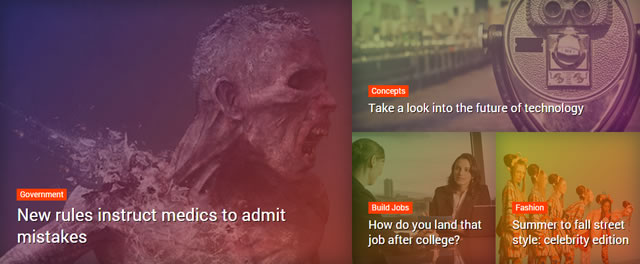 Government
New rules instruct medics to admit
mistakes
Concepts
Take a look into the future of technology
Build Jobs
How do you land that
job after college?
Fashion
Summer to fall street
style: celebrity edition